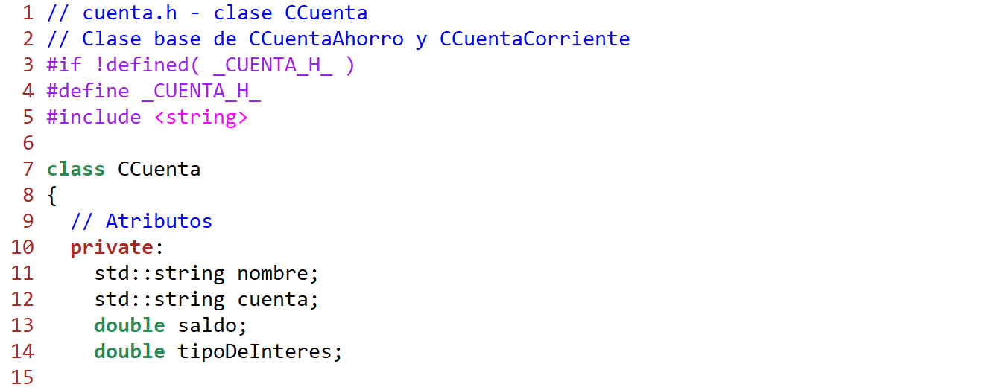 1 // cuenta.h - clase CCuenta
2 // Clase base de CCuentaAhorro y CCuentaCorriente
3 #if !defined( _CUENTA_H_ )
4 #define _CUENTA_H_
5 #include <string>
6
7 class CCuenta
8 {
9   // Atributos
10   private:
11     std::string nombre;
12     std::string cuenta;
13     double saldo;
14     double tipoDeInteres;
15